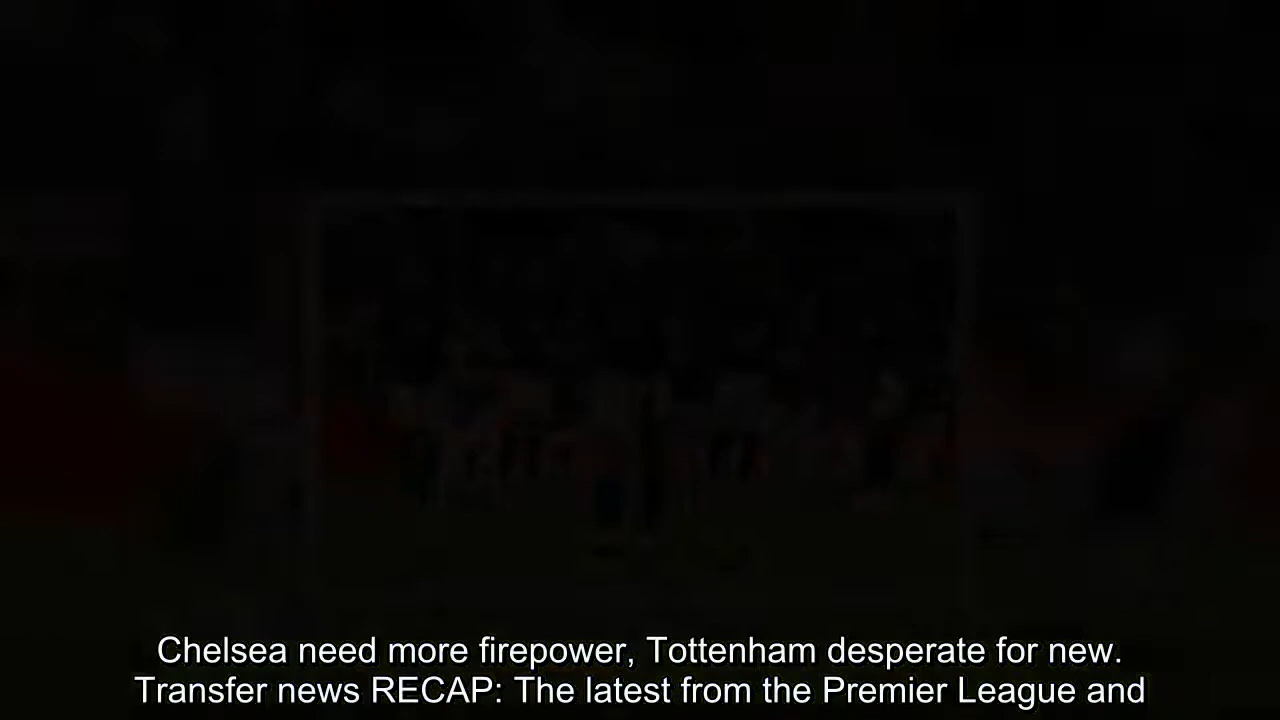 Chelsea need more firepower, Tottenham desperate for new.
Transfer news RECAP: The latest from the Premier League and